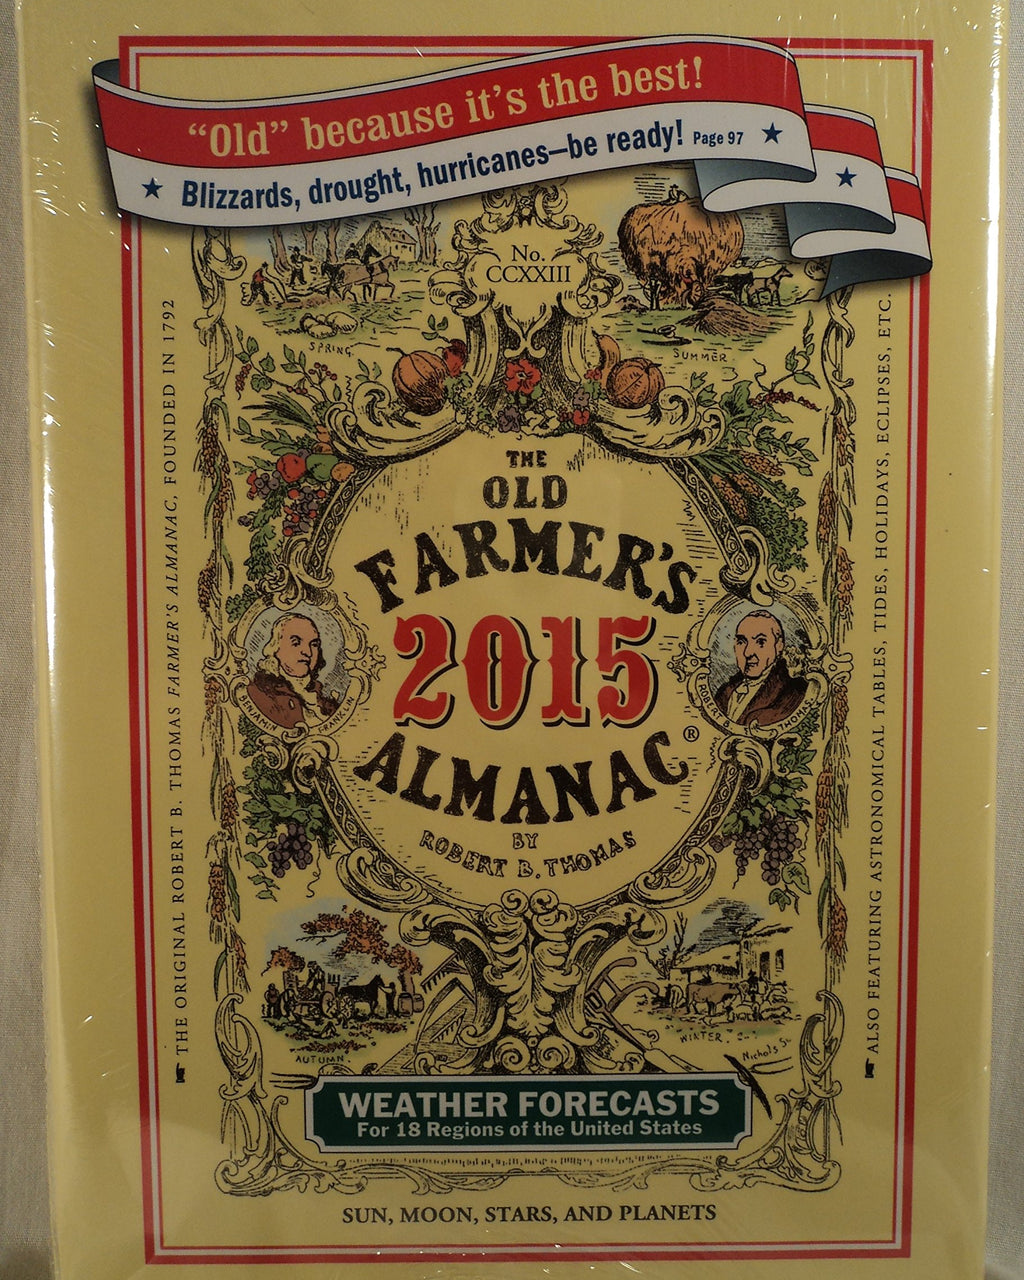 “Old” because it’s the best!
Blizzards, drought, hurricanes–be ready! Page 97
No.
CCXXIII
SPRING
SUMMER
THE
OLD
FARMER’S
2015
ALMANAC®
BY
ROBERT B. THOMAS
BENJAMIN FRANKLIN
ROBERT B. THOMAS
THE ORIGINAL ROBERT B. THOMAS FARMER’S ALMANAC, FOUNDED IN 1792
ALSO FEATURING ASTRONOMICAL TABLES, TIDES, HOLIDAYS, ECLIPSES, ETC.
AUTUMN.
WINTER.
Nichols Sc.
WEATHER FORECASTS
For 18 Regions of the United States
SUN, MOON, STARS, AND PLANETS